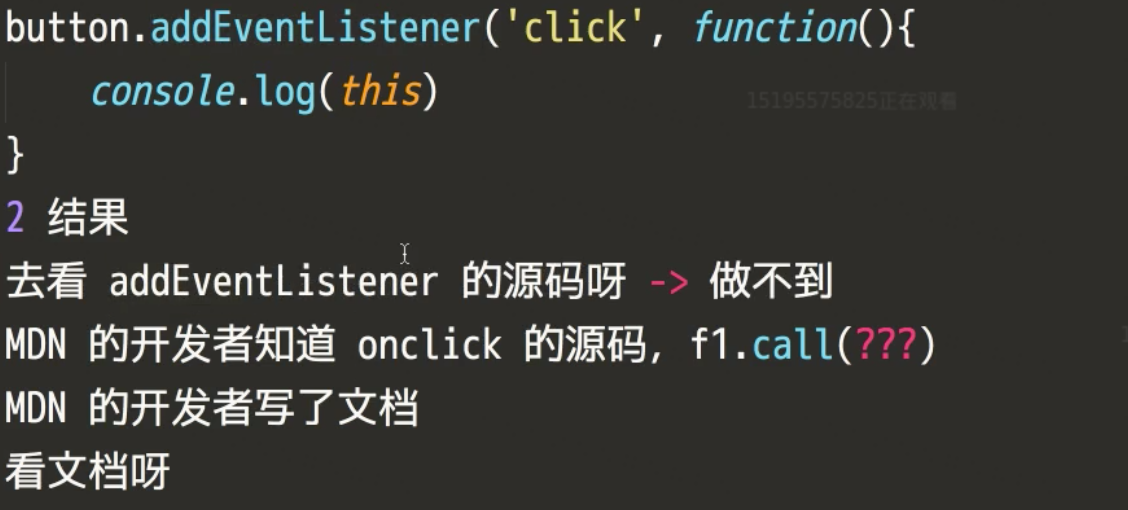 button.addEventListener('click', function(){
console.log(this)
15195575825正在观看
}
2 结果
去看 addEventListener 的源码呀 -> 做不到
MDN 的开发者知道 onclick 的源码, f1.call(???)
MDN 的开发者写了文档
看文档呀